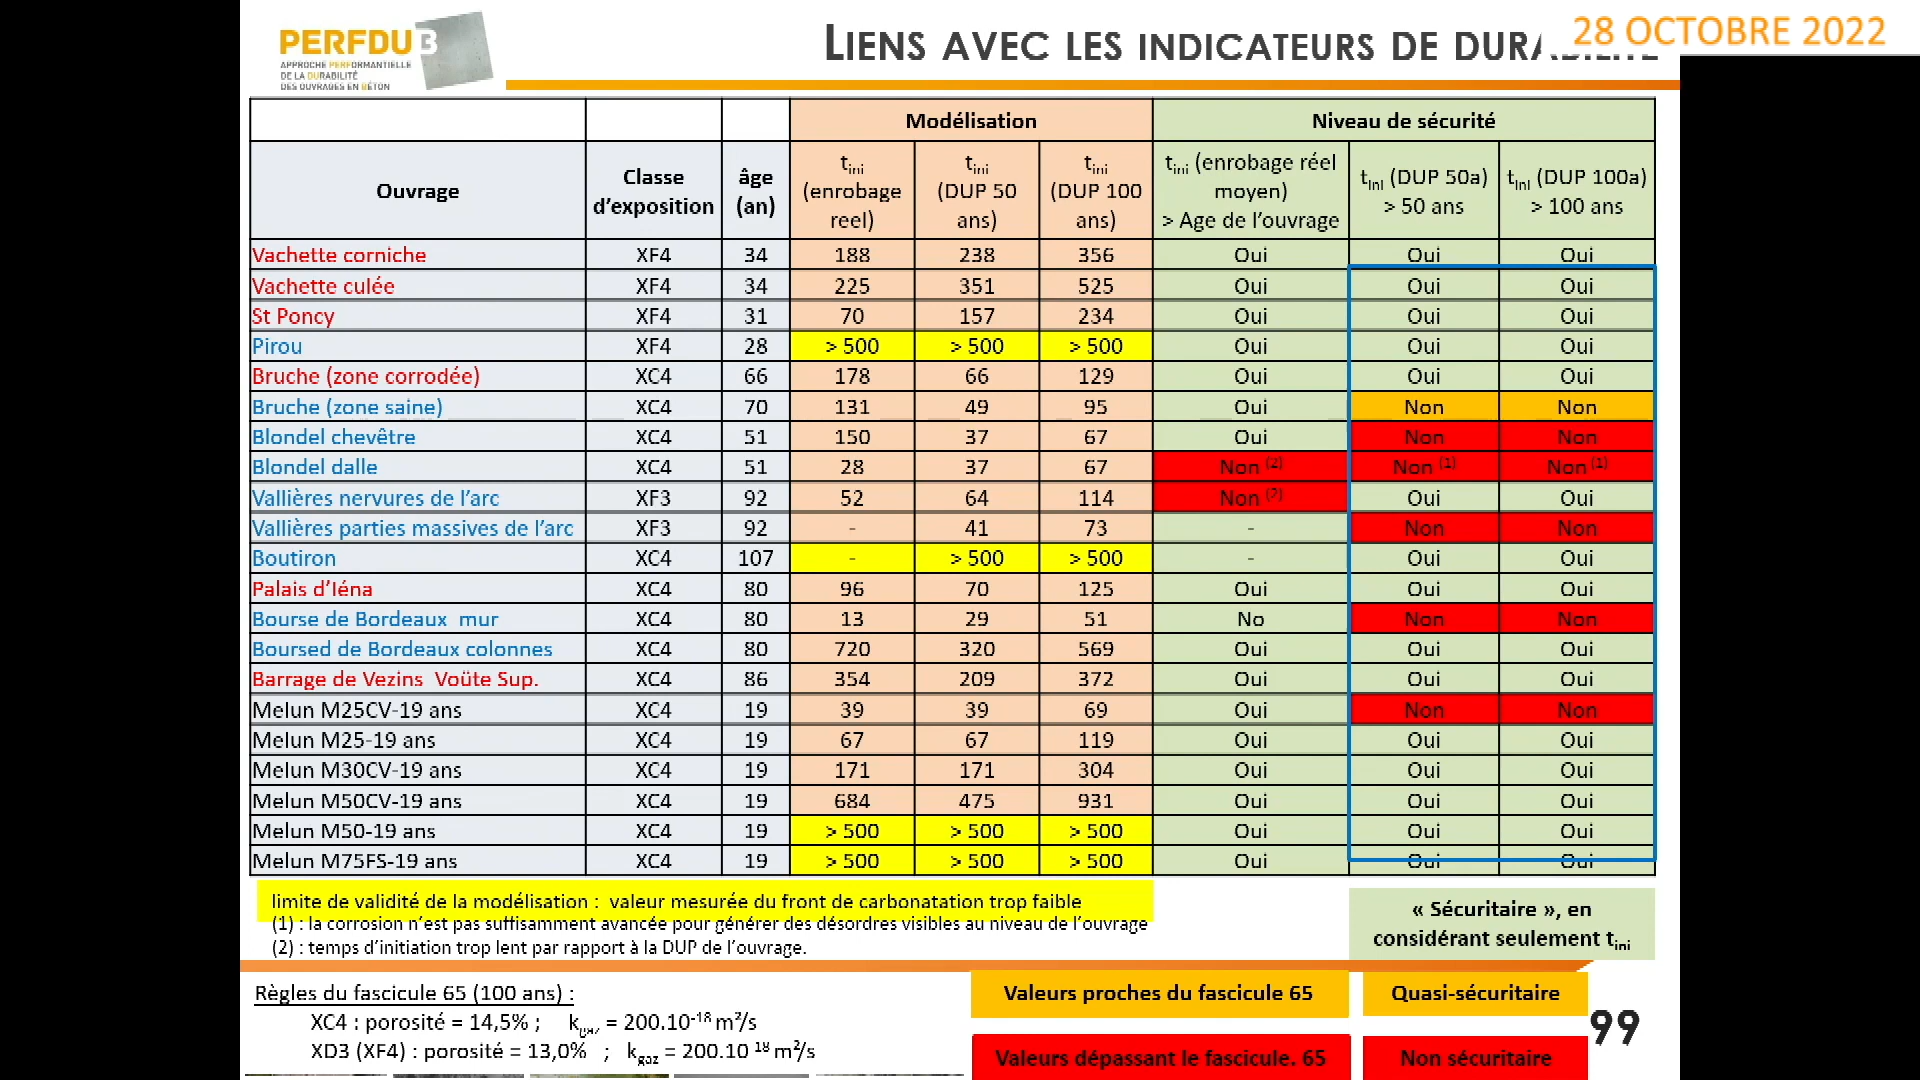 PERFDUB
APPROCHE PERFORMANTIELLE
DE LA DURABILITÉ
DES OUVRAGES EN BÉTON
LIENS AVEC LES INDICATEURS DE DURABILITÉ
28 OCTOBRE 2022
Modélisation Niveau de sécurité
Ouvrage Classe d'exposition âge (an) tini (enrobage reel) tini (DUP 50 ans) tini (DUP 100 ans) tini (enrobage réel moyen) > Age de l'ouvrage tini (DUP 50a) > 50 ans tini (DUP 100a) > 100 ans
Vachette corniche XF4 34 188 238 356 Oui Oui Oui
Vachette culée XF4 34 225 351 525 Oui Oui Oui
St Poncy XF4 31 70 157 234 Oui Oui Oui
Pirou XF4 28 > 500 > 500 > 500 Oui Oui Oui
Bruche (zone corrodée) XC4 66 178 66 129 Oui Oui Oui
Bruche (zone saine) XC4 70 131 49 95 Oui Non Non
Blondel chevêtre XC4 51 150 37 67 Oui Non Non
Blondel dalle XC4 51 28 37 67 Non (2) Non (1) Non (1)
Vallières nervures de l'arc XF3 92 52 64 114 Non (2) Oui Oui
Vallières parties massives de l'arc XF3 92 - 41 73 - Non Non
Boutiron XC4 107 - > 500 > 500 - Oui Oui
Palais d'Iéna XC4 80 96 70 125 Oui Oui Oui
Bourse de Bordeaux mur XC4 80 13 29 51 No Non Non
Boursed de Bordeaux colonnes XC4 80 720 320 569 Oui Oui Oui
Barrage de Vezins Voüte Sup. XC4 86 354 209 372 Oui Oui Oui
Melun M25CV-19 ans XC4 19 39 39 69 Oui Non Non
Melun M25-19 ans XC4 19 67 67 119 Oui Oui Oui
Melun M30CV-19 ans XC4 19 171 171 304 Oui Oui Oui
Melun M50CV-19 ans XC4 19 684 475 931 Oui Oui Oui
Melun M50-19 ans XC4 19 > 500 > 500 > 500 Oui Oui Oui
Melun M75FS-19 ans XC4 19 > 500 > 500 > 500 Oui Oui Oui
limite de validité de la modélisation : valeur mesurée du front de carbonatation trop faible
(1) : la corrosion n'est pas suffisamment avancée pour générer des désordres visibles au niveau de l'ouvrage
(2) : temps d'initiation trop lent par rapport à la DUP de l'ouvrage.
« Sécuritaire », en
considérant seulement tini
Règles du fascicule 65 (100 ans) :
XC4 : porosité = 14,5% ; kgaz = 200.10-18 m²/s
XD3 (XF4) : porosité = 13,0% ; kgaz = 200.10 18 m²/s
Valeurs proches du fascicule 65 Quasi-sécuritaire
Valeurs dépassant le fascicule. 65 Non sécuritaire
99